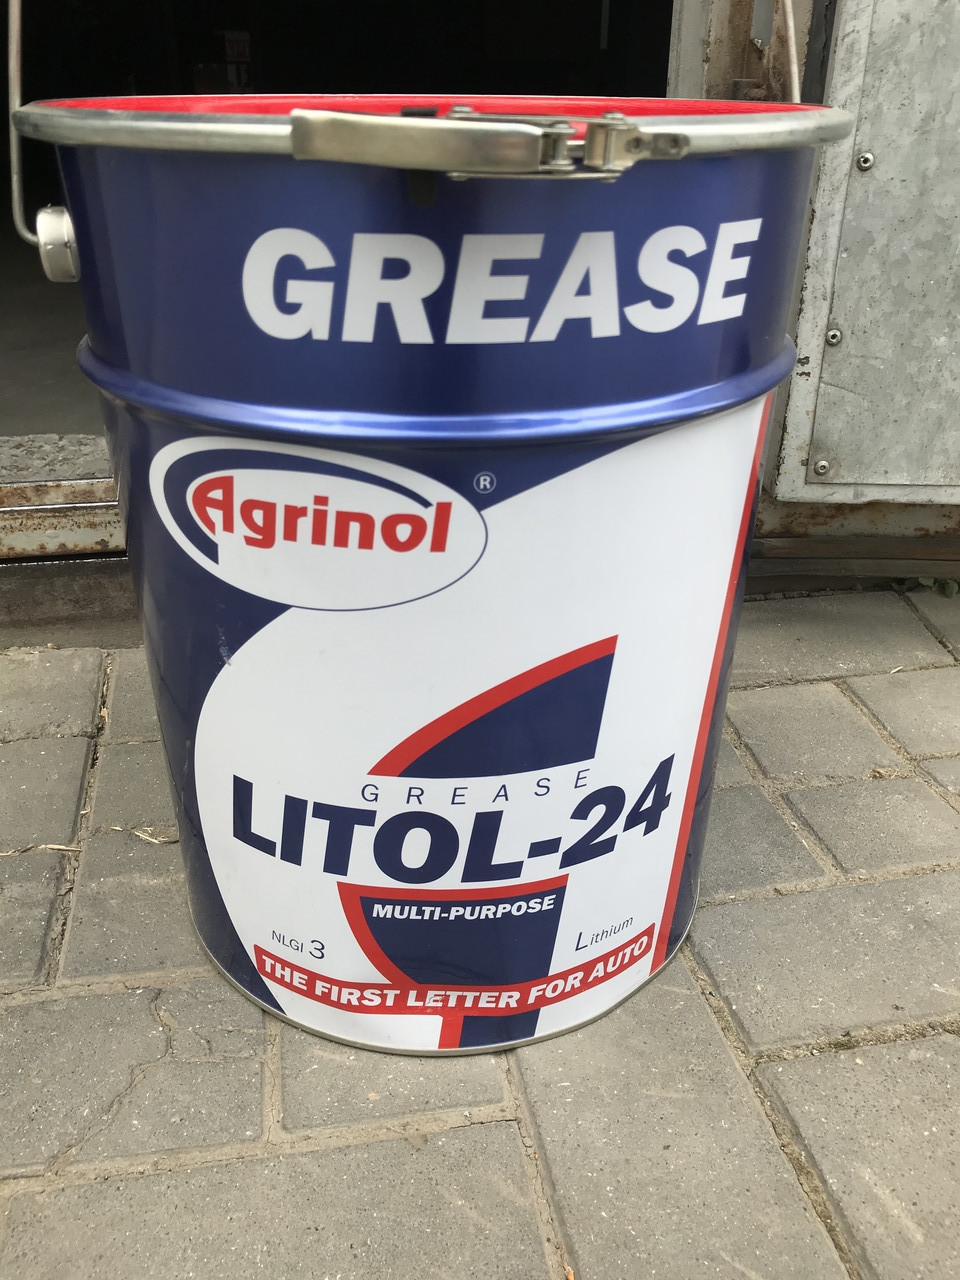 GREASE
Agrinol ®
GREASE
LITOL-24
MULTI-PURPOSE
NLGI 3
Lithium
THE FIRST LETTER FOR AUTO